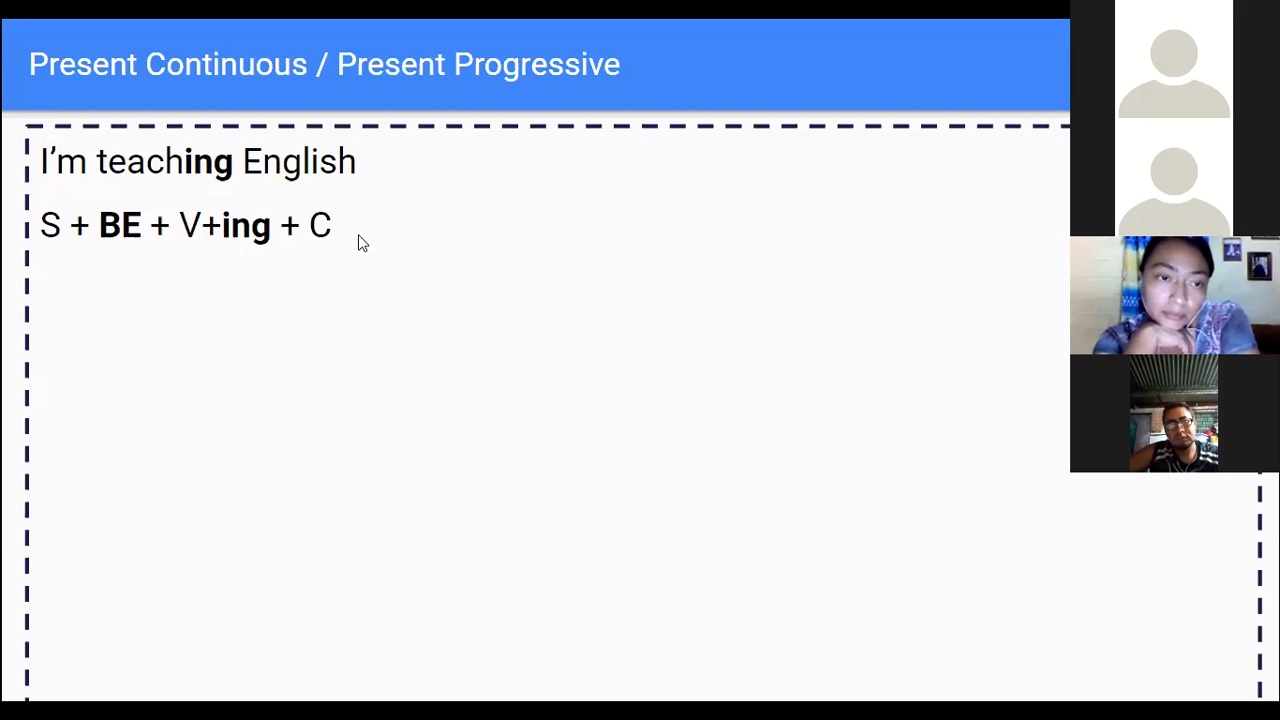 Present Continuous / Present Progressive
I’m teaching English
S + BE + V+ing + C